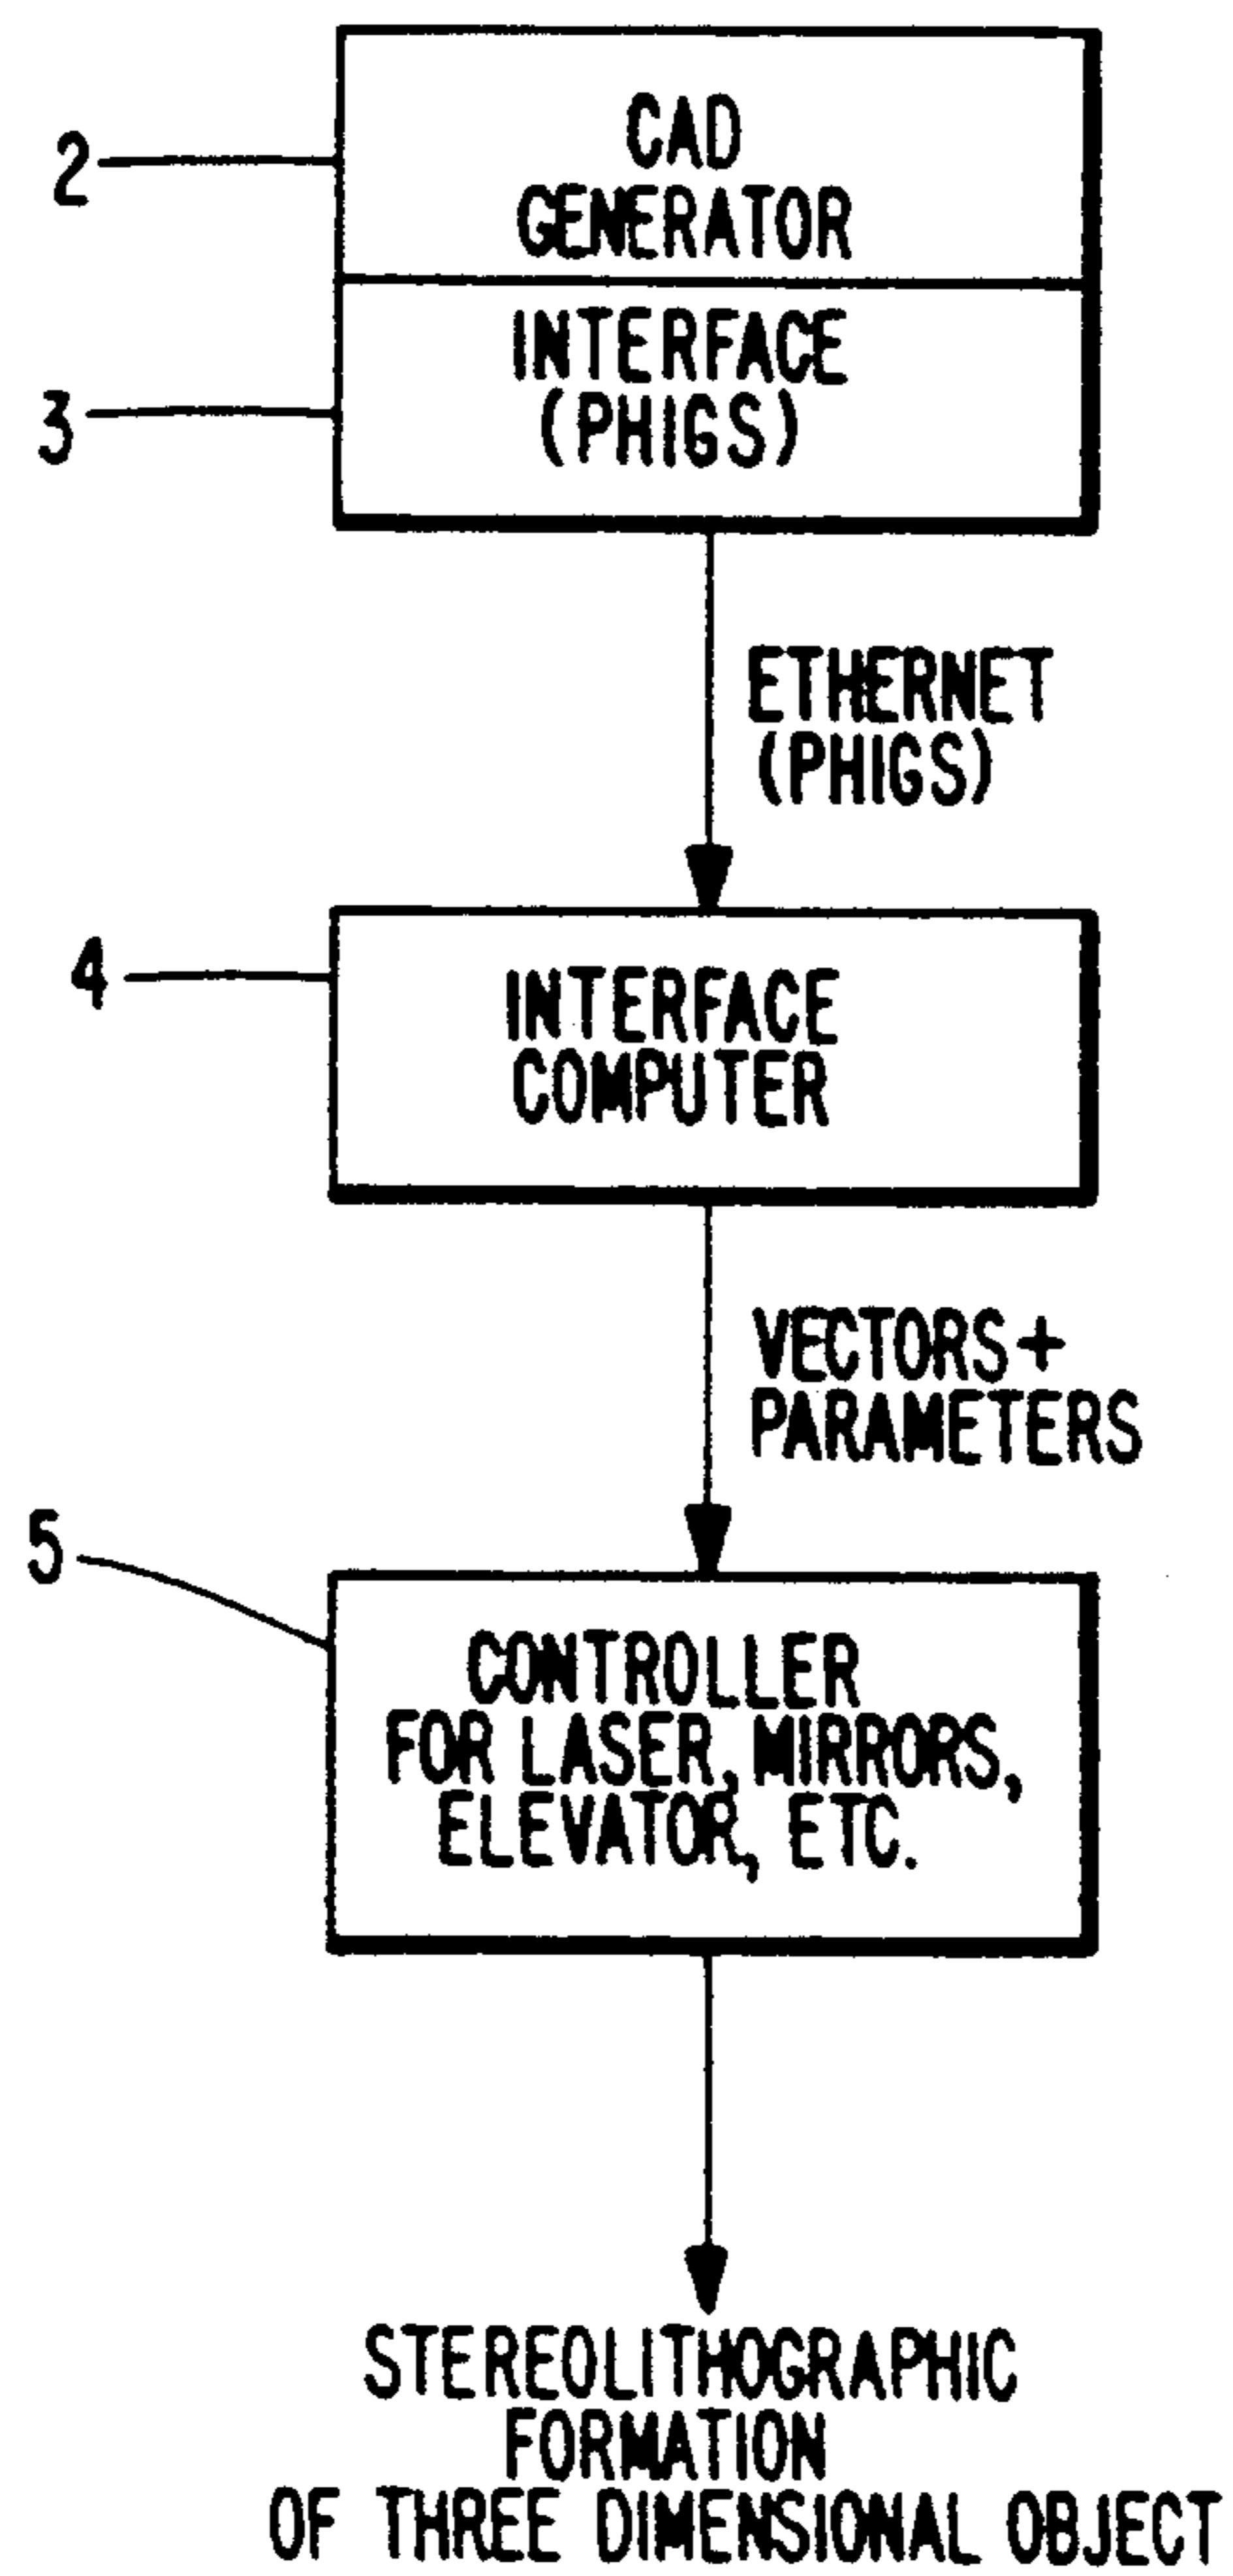 2
CAD
GENERATOR
3
INTERFACE
(PHIGS)
ETHERNET
(PHIGS)
4
INTERFACE
COMPUTER
VECTORS+
PARAMETERS
5
CONTROLLER
FOR LASER, MIRRORS,
ELEVATOR, ETC.
STEREOLITHOGRAPHIC
FORMATION
OF THREE DIMENSIONAL OBJECT